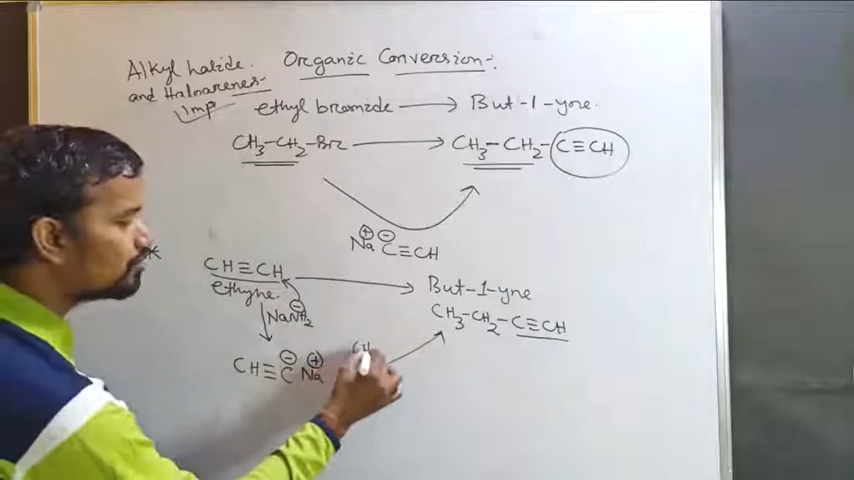 Alkyl halide.
and Haloarenes-
Imp
Organic Conversion-:
ethyl bromide → But-1-yne.
CH₃-CH₂-Br → CH₃-CH₂-C≡CH
Na⊕ ⊖C≡CH
CH≡CH → But-1-yne
ethyne.
NaNH₂⊖
CH₃-CH₂-C≡CH
CH≡C⊖ Na⊕
CH